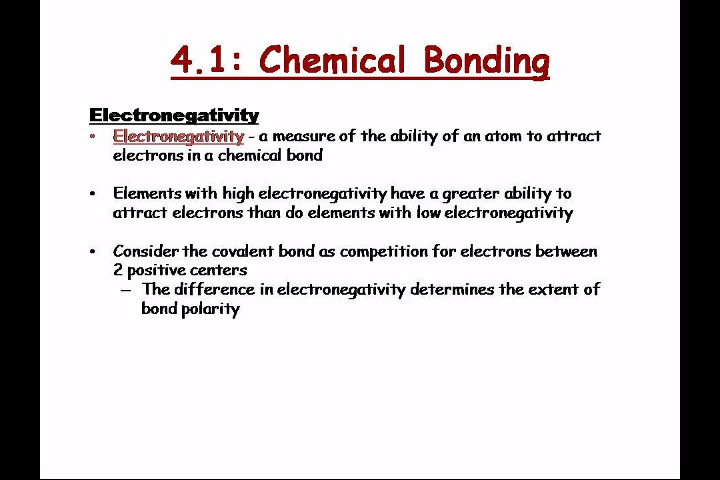 4.1: Chemical Bonding
Electronegativity
• Electronegativity - a measure of the ability of an atom to attract
electrons in a chemical bond
• Elements with high electronegativity have a greater ability to
attract electrons than do elements with low electronegativity
• Consider the covalent bond as competition for electrons between
2 positive centers
– The difference in electronegativity determines the extent of
bond polarity